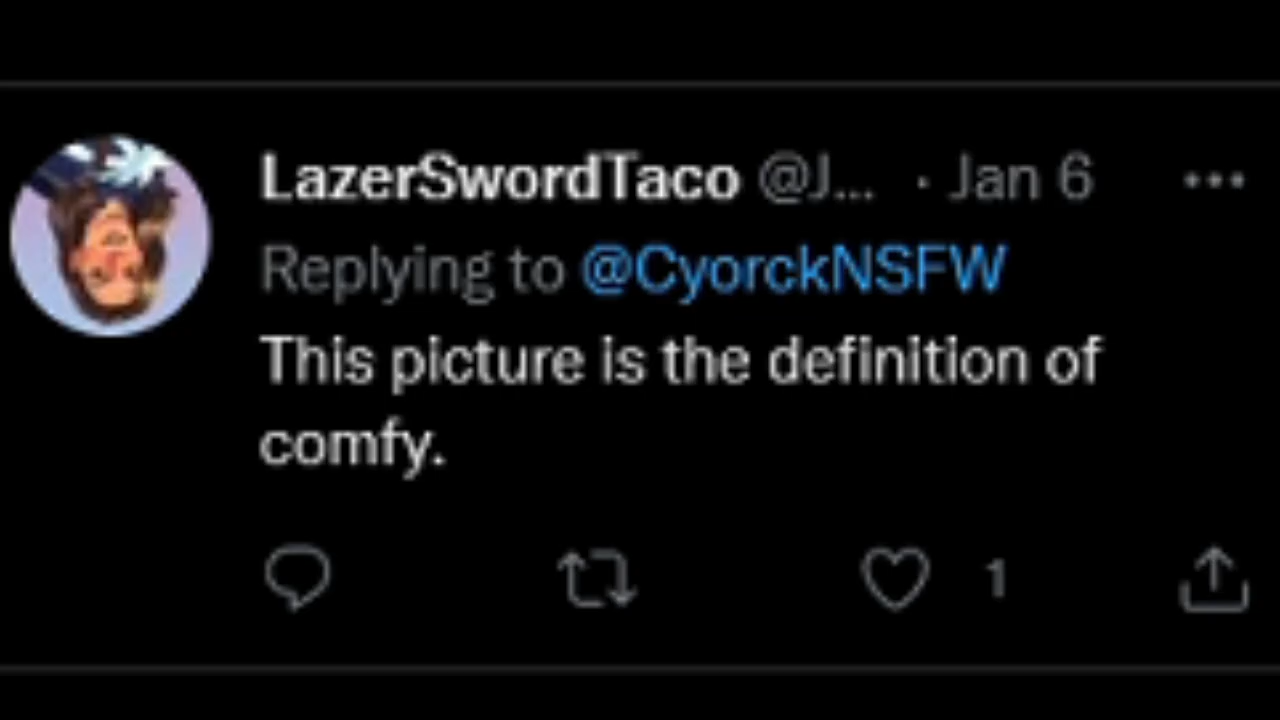 LazerSwordTaco @J... · Jan 6
Replying to @CyorckNSFW
This picture is the definition of
comfy.
1